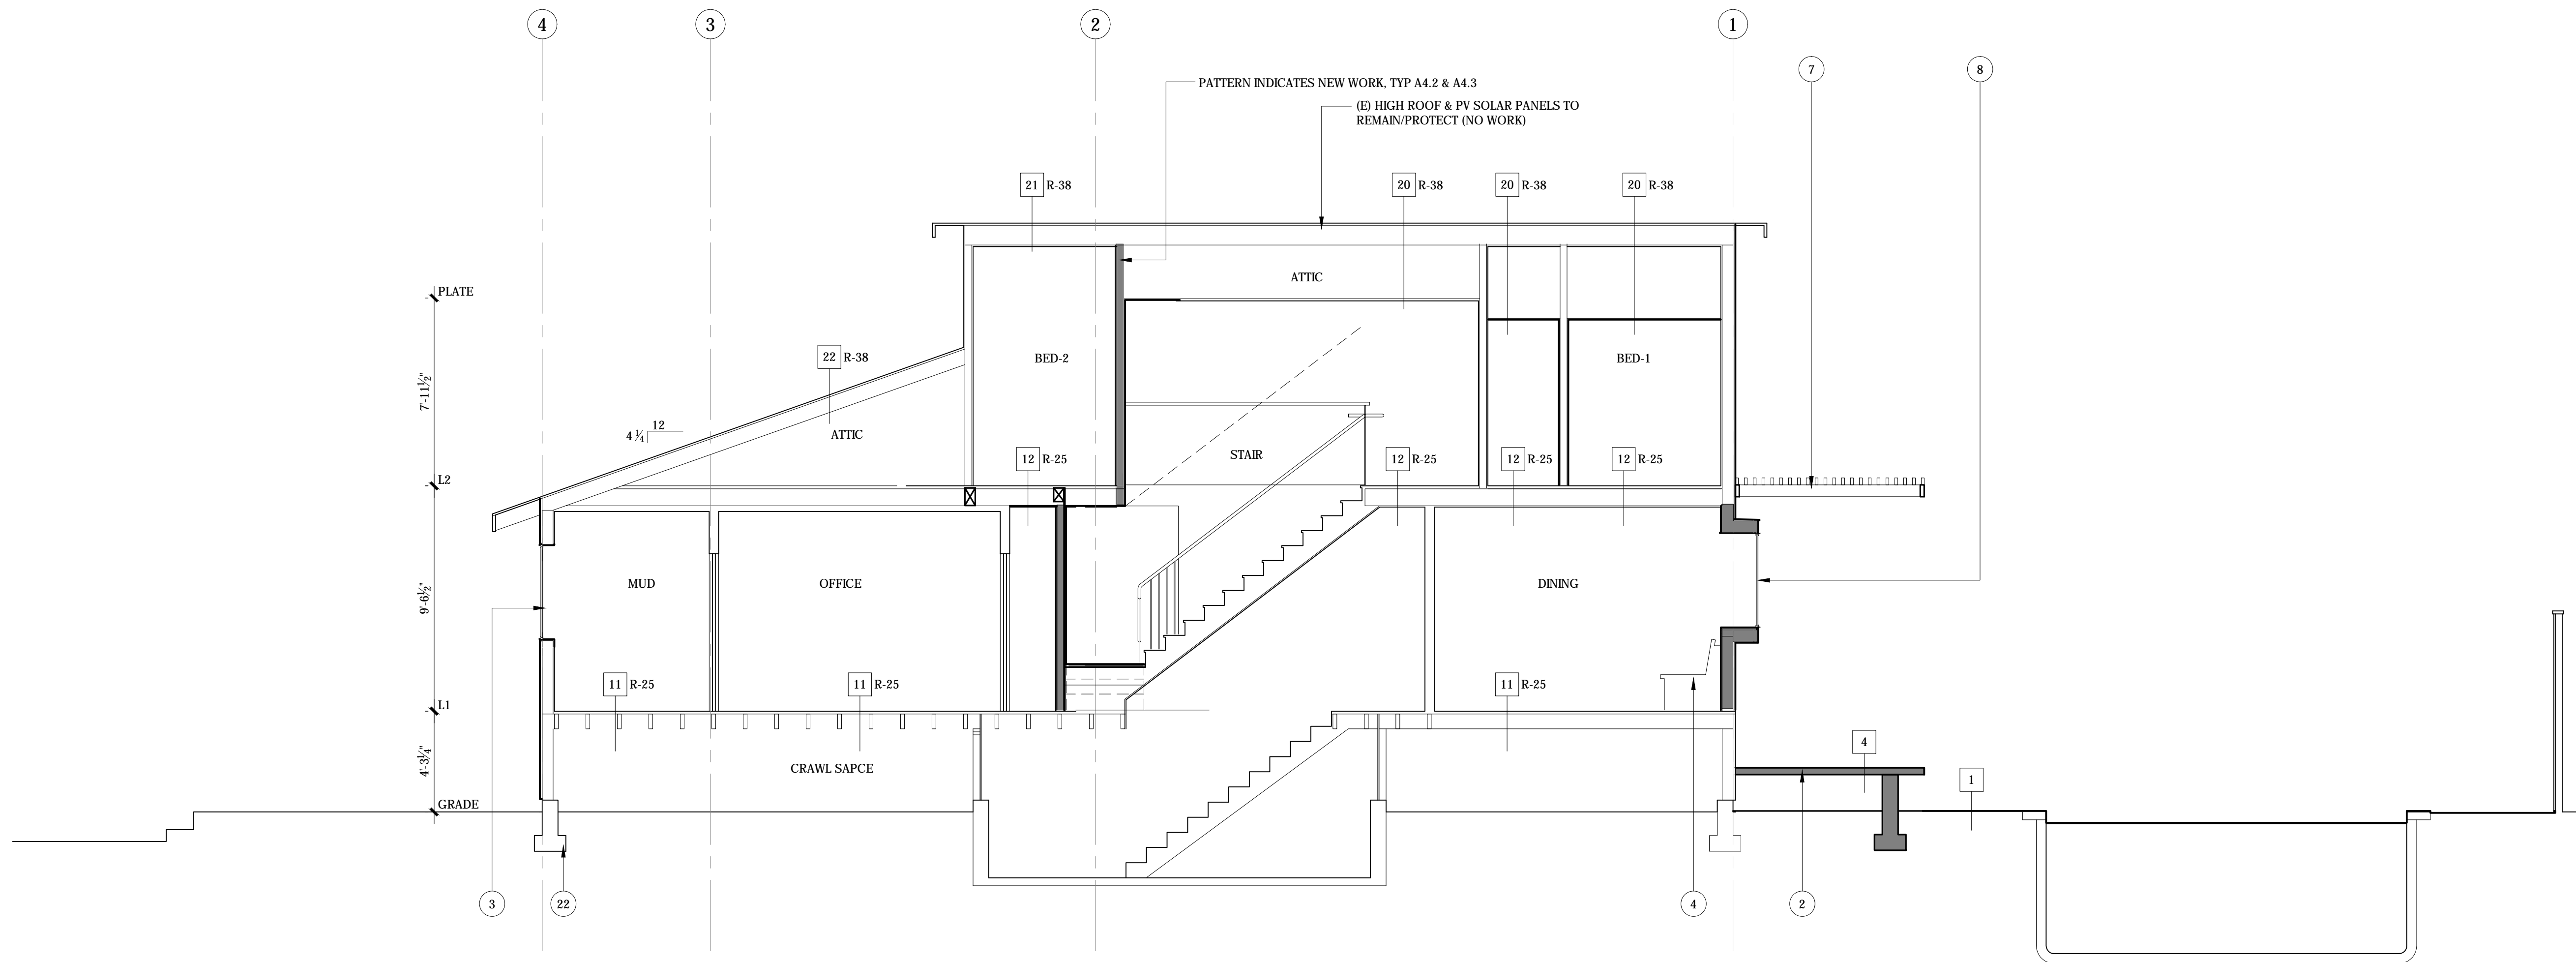 4
3
2
1
7
8
PATTERN INDICATES NEW WORK, TYP A4.2 & A4.3
(E) HIGH ROOF & PV SOLAR PANELS TO
REMAIN/PROTECT (NO WORK)
21 R-38
20 R-38
20 R-38
20 R-38
ATTIC
PLATE
22 R-38
BED-2
BED-1
7'-11½"
12
4 ¼
ATTIC
STAIR
12 R-25
12 R-25
12 R-25
12 R-25
L2
9'-6½"
MUD
OFFICE
DINING
11 R-25
11 R-25
11 R-25
L1
4'-3¼"
CRAWL SAPCE
4
1
GRADE
3
22
4
2